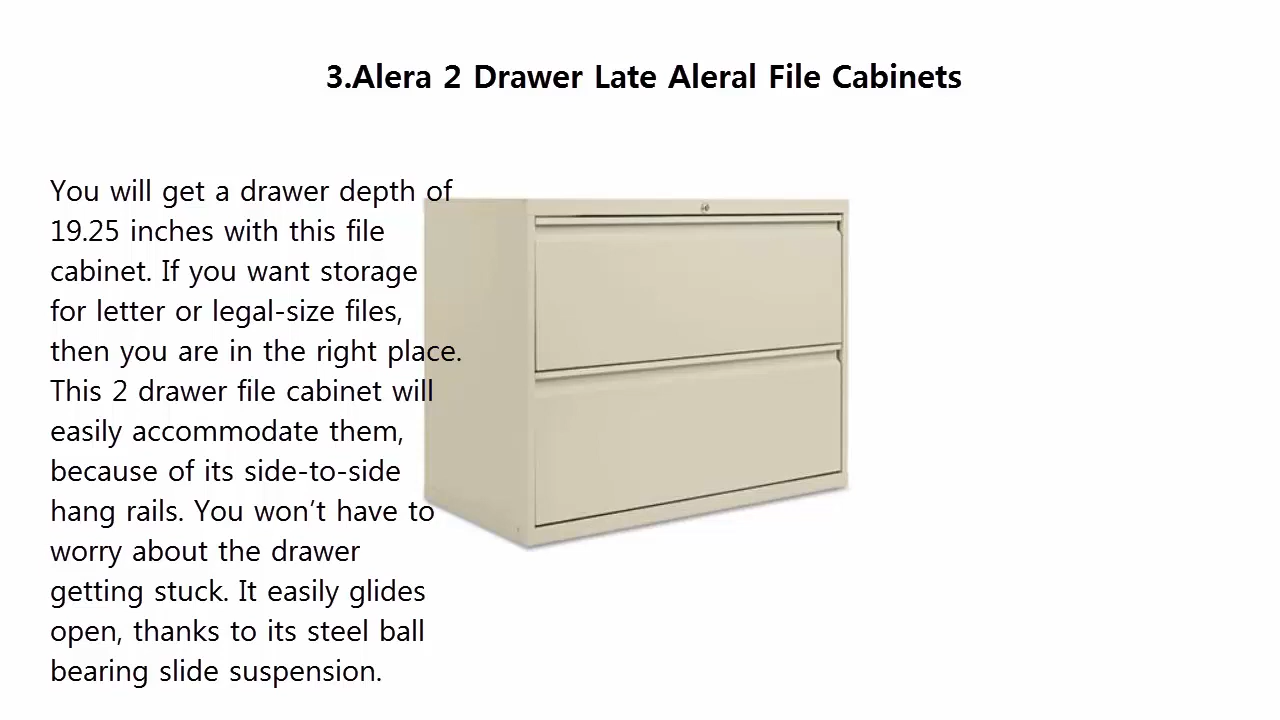 3.Alera 2 Drawer Late Aleral File Cabinets
You will get a drawer depth of
19.25 inches with this file
cabinet. If you want storage
for letter or legal-size files,
then you are in the right place.
This 2 drawer file cabinet will
easily accommodate them,
because of its side-to-side
hang rails. You won’t have to
worry about the drawer
getting stuck. It easily glides
open, thanks to its steel ball
bearing slide suspension.